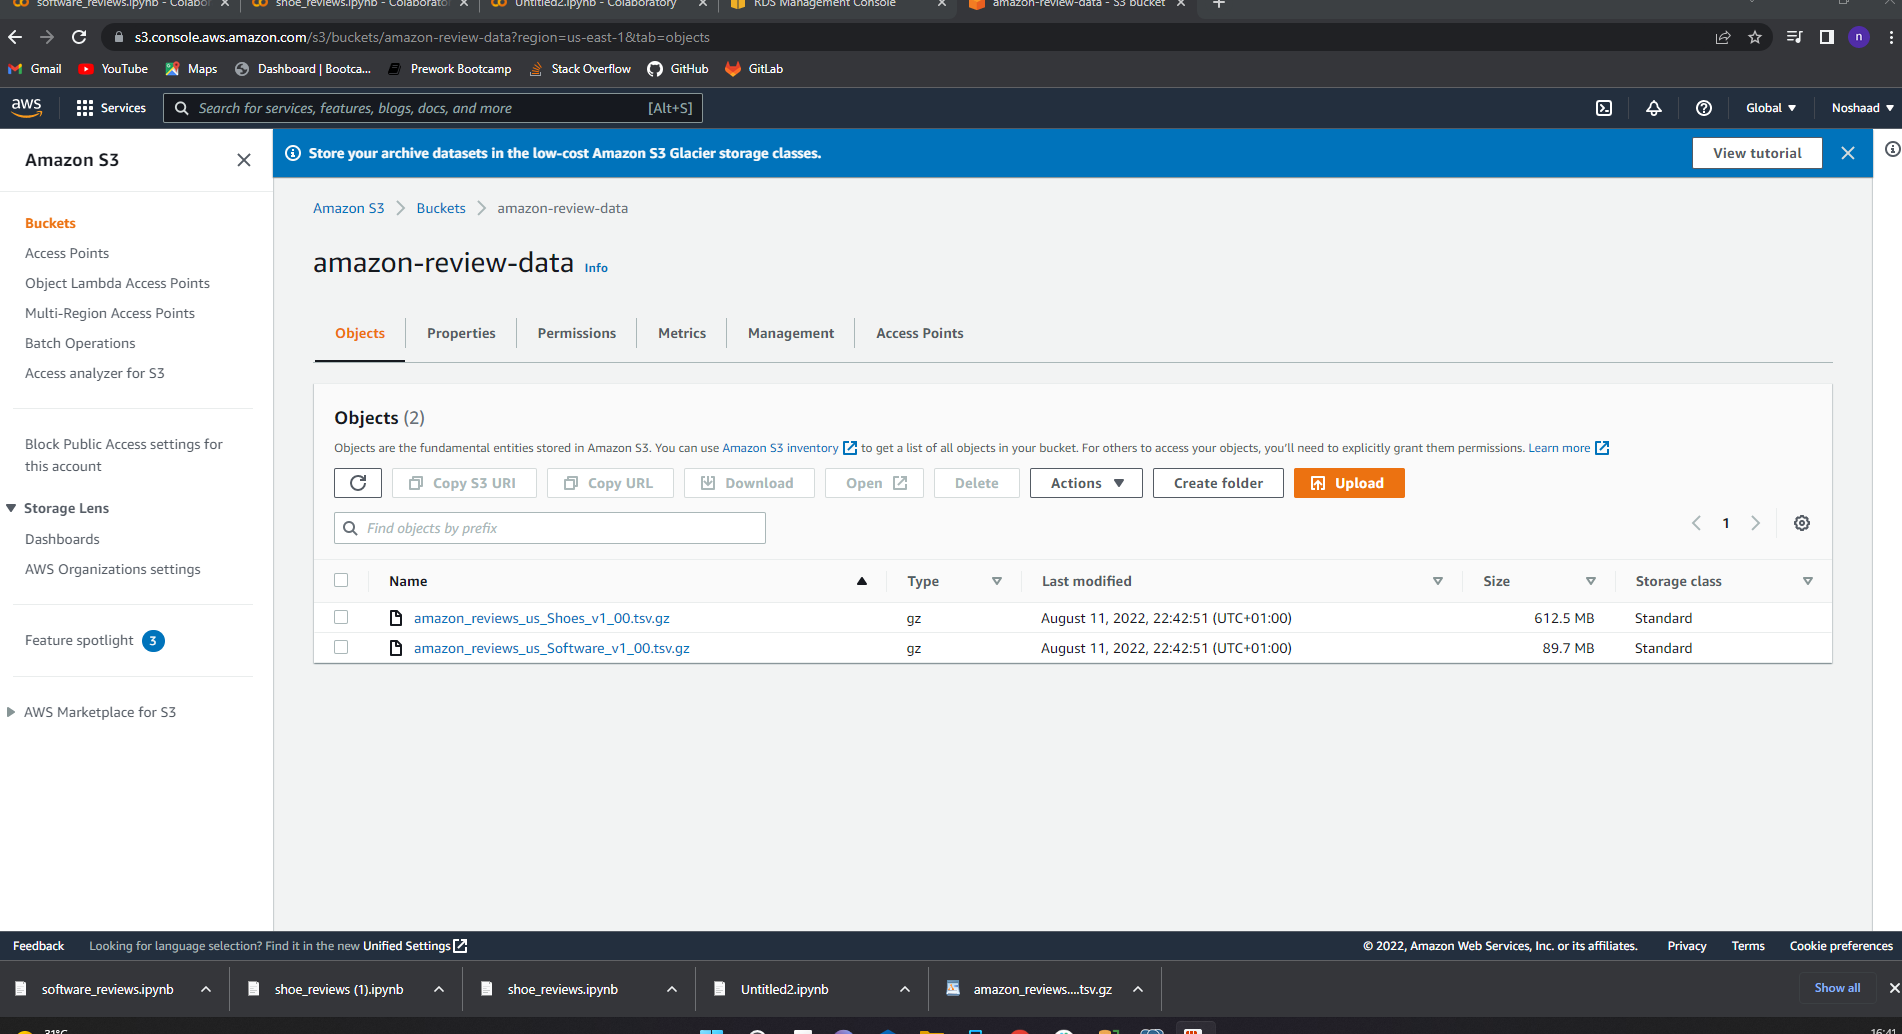 software_reviews.ipynb - Colabor
shoe_reviews.ipynb - Colaborator
Untitled2.ipynb - Colaboratory
RDS Management Console
amazon-review-data - S3 bucket
s3.console.aws.amazon.com/s3/buckets/amazon-review-data?region=us-east-1&tab=objects
n
Gmail
YouTube
Maps
Dashboard | Bootca...
Prework Bootcamp
Stack Overflow
GitHub
GitLab
aws
Services
Search for services, features, blogs, docs, and more
[Alt+S]
Global
Noshaad
Amazon S3
Buckets
Access Points
Object Lambda Access Points
Multi-Region Access Points
Batch Operations
Access analyzer for S3
Block Public Access settings for
this account
Storage Lens
Dashboards
AWS Organizations settings
Feature spotlight 3
AWS Marketplace for S3
Store your archive datasets in the low-cost Amazon S3 Glacier storage classes.
View tutorial
Amazon S3 > Buckets > amazon-review-data
amazon-review-data Info
Objects
Properties
Permissions
Metrics
Management
Access Points
Objects (2)
Objects are the fundamental entities stored in Amazon S3. You can use Amazon S3 inventory to get a list of all objects in your bucket. For others to access your objects, you'll need to explicitly grant them permissions. Learn more
Copy S3 URI
Copy URL
Download
Open
Delete
Actions
Create folder
Upload
Find objects by prefix
1
Name Type Last modified Size Storage class
amazon_reviews_us_Shoes_v1_00.tsv.gz gz August 11, 2022, 22:42:51 (UTC+01:00) 612.5 MB Standard
amazon_reviews_us_Software_v1_00.tsv.gz gz August 11, 2022, 22:42:51 (UTC+01:00) 89.7 MB Standard
Feedback
Looking for language selection? Find it in the new Unified Settings
© 2022, Amazon Web Services, Inc. or its affiliates.
Privacy
Terms
Cookie preferences
software_reviews.ipynb
shoe_reviews (1).ipynb
shoe_reviews.ipynb
Untitled2.ipynb
amazon_reviews....tsv.gz
Show all
31°C
16:41